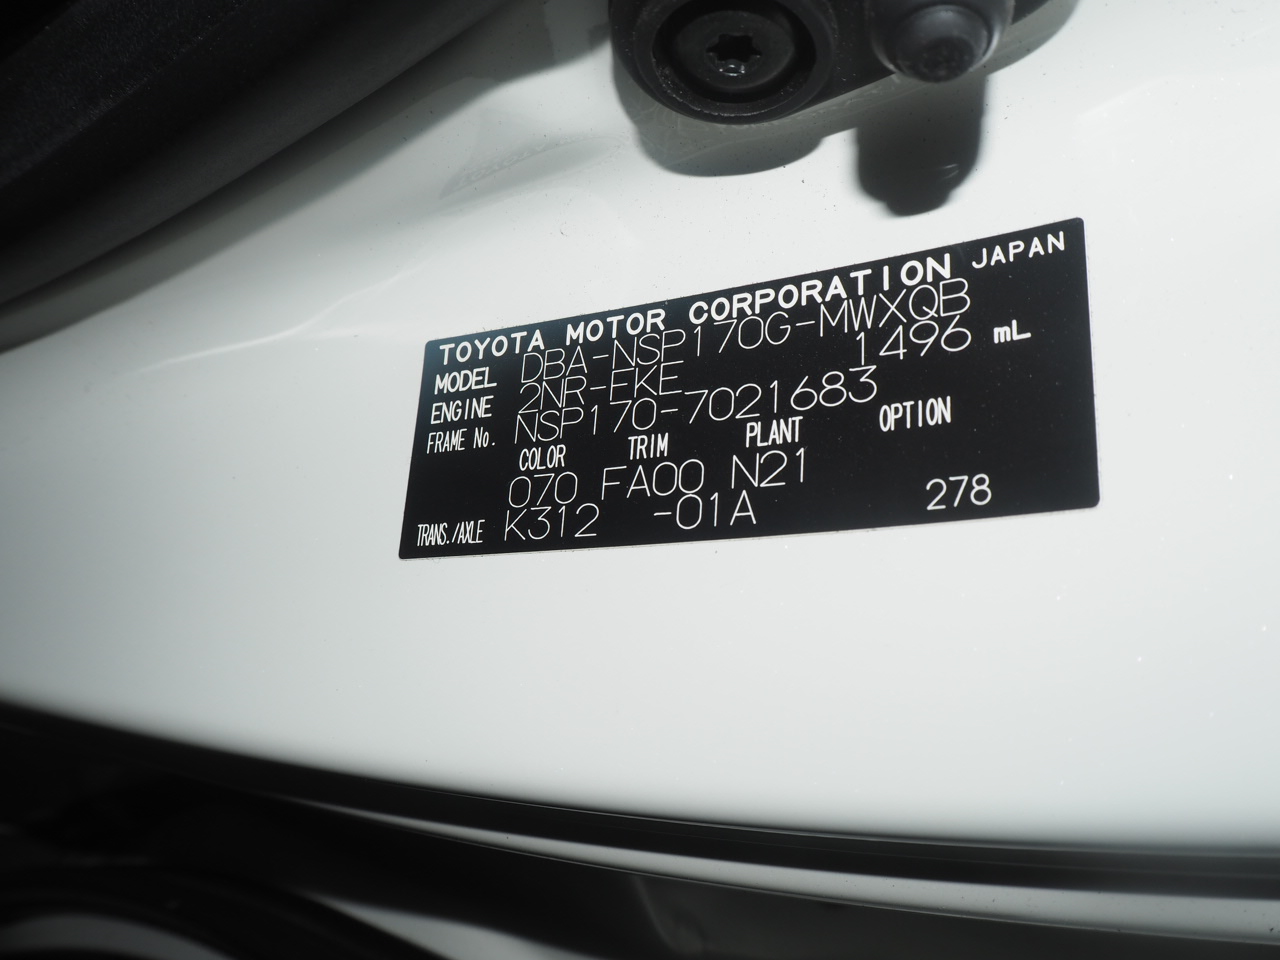 TOYOTA MOTOR CORPORATION JAPAN
MODEL DBA-NSP170G-MWXQB
ENGINE 2NR-FKE 1496 mL
FRAME No. NSP170-7021683
COLOR TRIM PLANT OPTION
070 FA00 N21
TRANS./AXLE K312 -01A 278